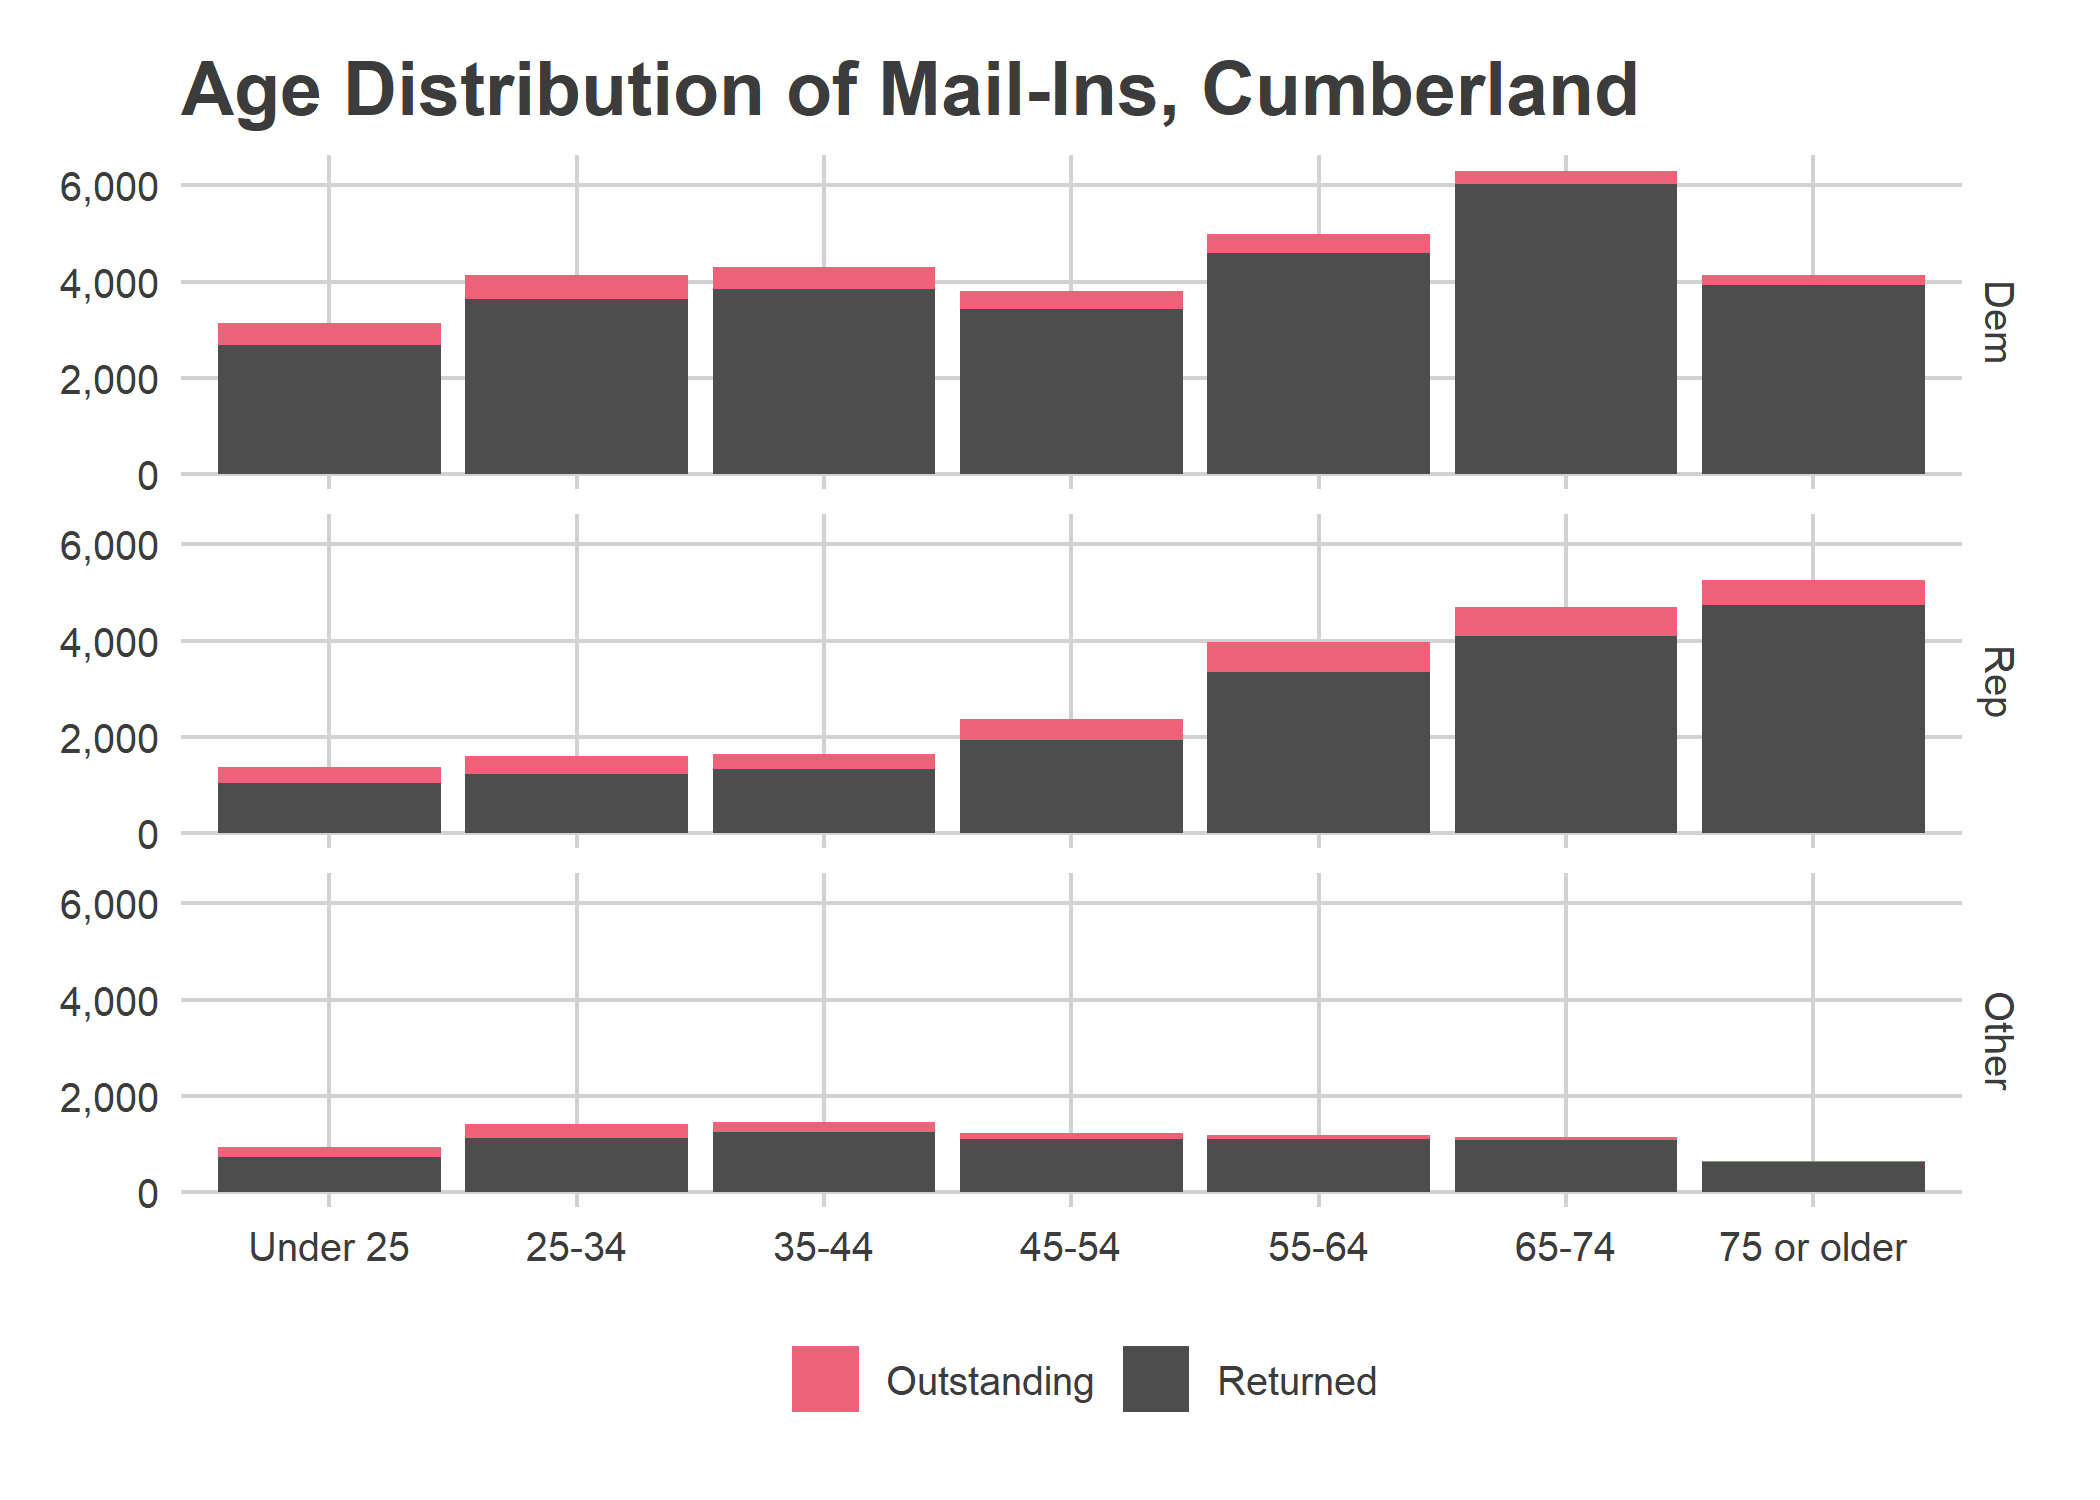 Age Distribution of Mail-Ins, Cumberland
6,000
4,000
2,000
0
Dem
6,000
4,000
2,000
0
Rep
6,000
4,000
2,000
0
Other
Under 25 25-34 35-44 45-54 55-64 65-74 75 or older
Outstanding Returned